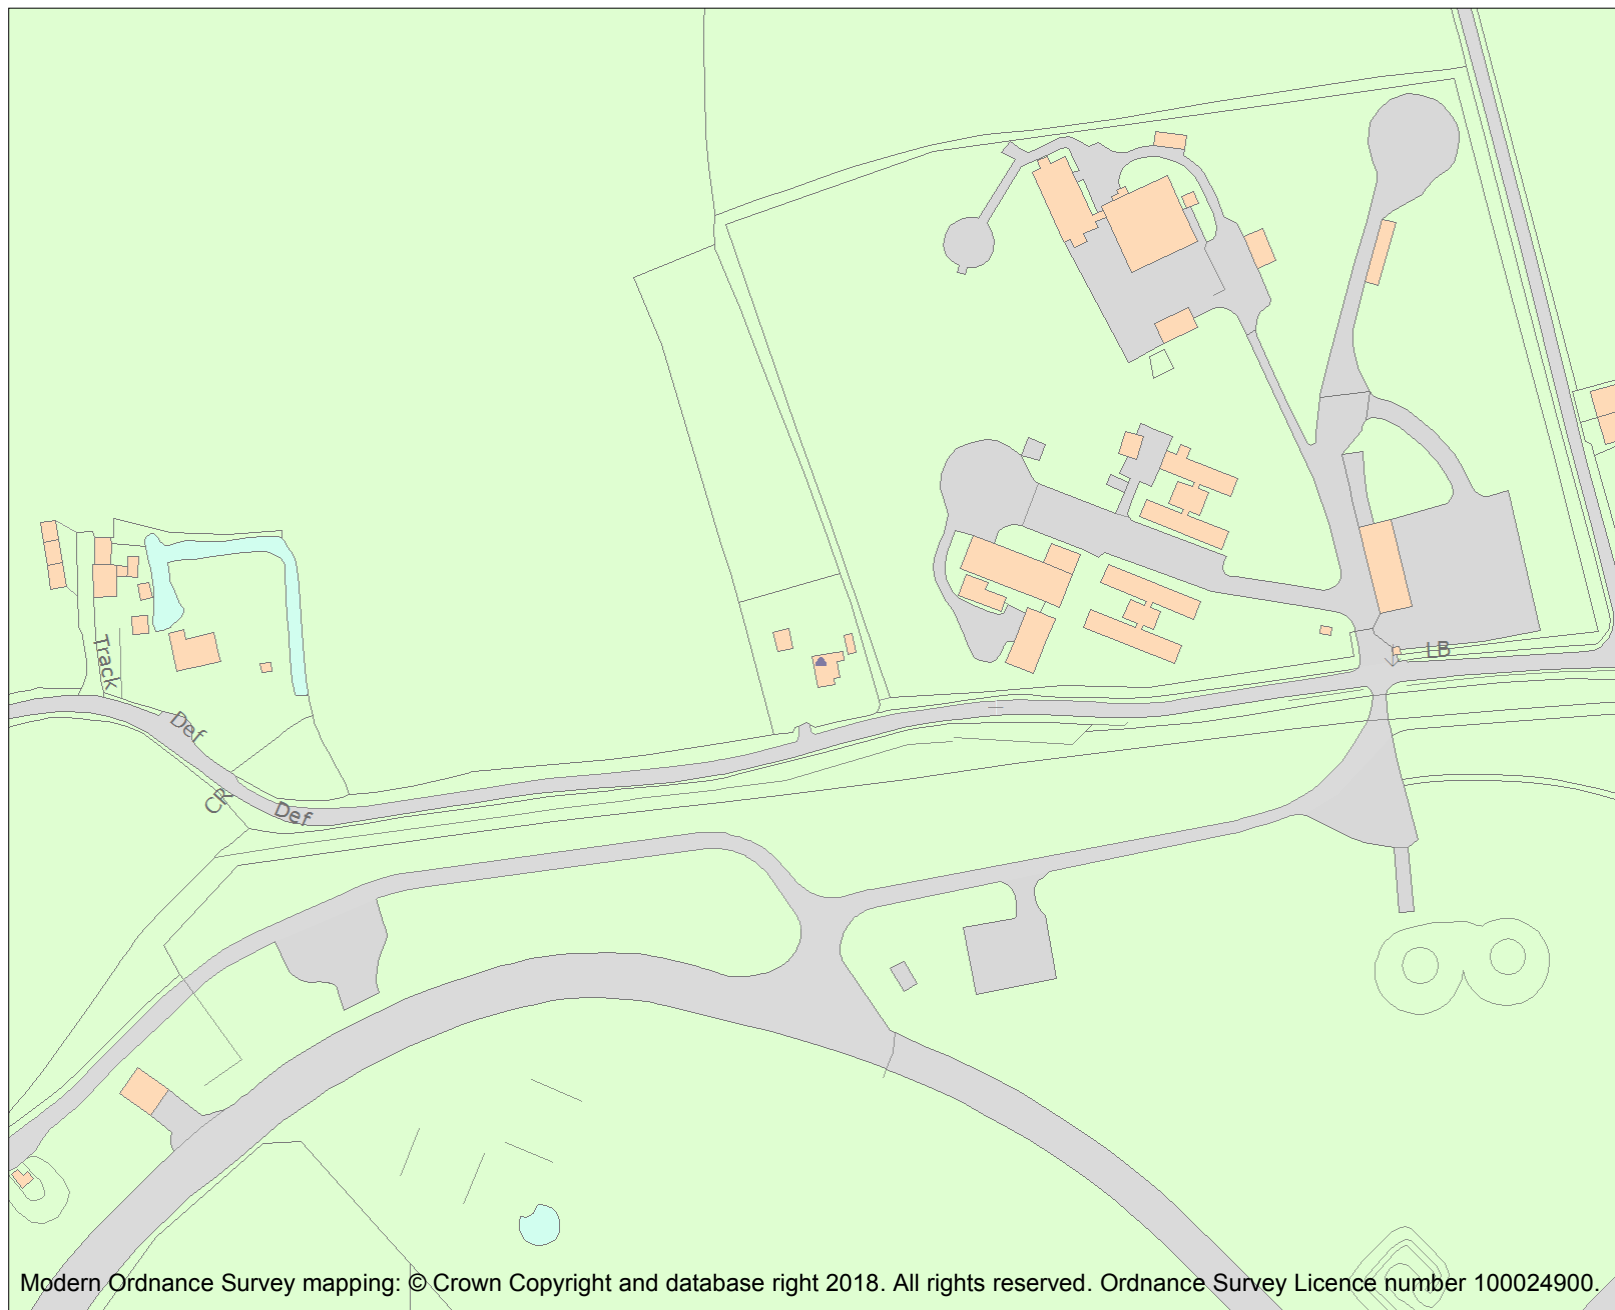 LB
Track
Def
CR
Def
Modern Ordnance Survey mapping: © Crown Copyright and database right 2018. All rights reserved. Ordnance Survey Licence number 100024900.